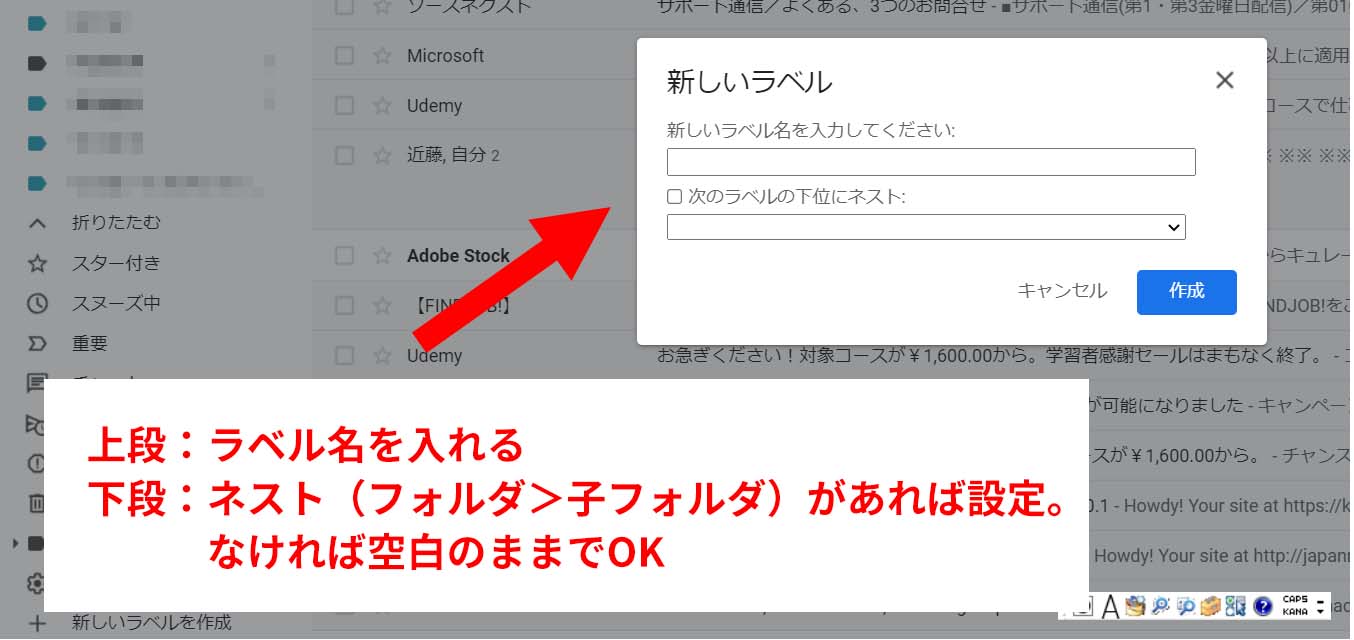 ソースネクスト
サポート通信／よくある、3つのお問合せ - ■サポート通信(第1・第3金曜日配信)／第01
Microsoft
以上に適用
Udemy
コースで仕
近藤, 自分 2
※※ ※※
新しいラベル
新しいラベル名を入力してください:
次のラベルの下位にネスト:
キャンセル
作成
折りたたむ
スター付き
スヌーズ中
重要
Adobe Stock
らキュレー
NDJOB!をこ
Udemy
お急ぎください！対象コースが￥1,600.00から。学習者感謝セールはまもなく終了。 -
が可能になりました - キャンペー
スが￥1,600.00から。 - チャンス
0.1 - Howdy! Your site at https://k
Howdy! Your site at http://japan
上段：ラベル名を入れる
下段：ネスト（フォルダ＞子フォルダ）があれば設定。
なければ空白のままでOK
新しいラベルを作成
A
CAPS
KANA